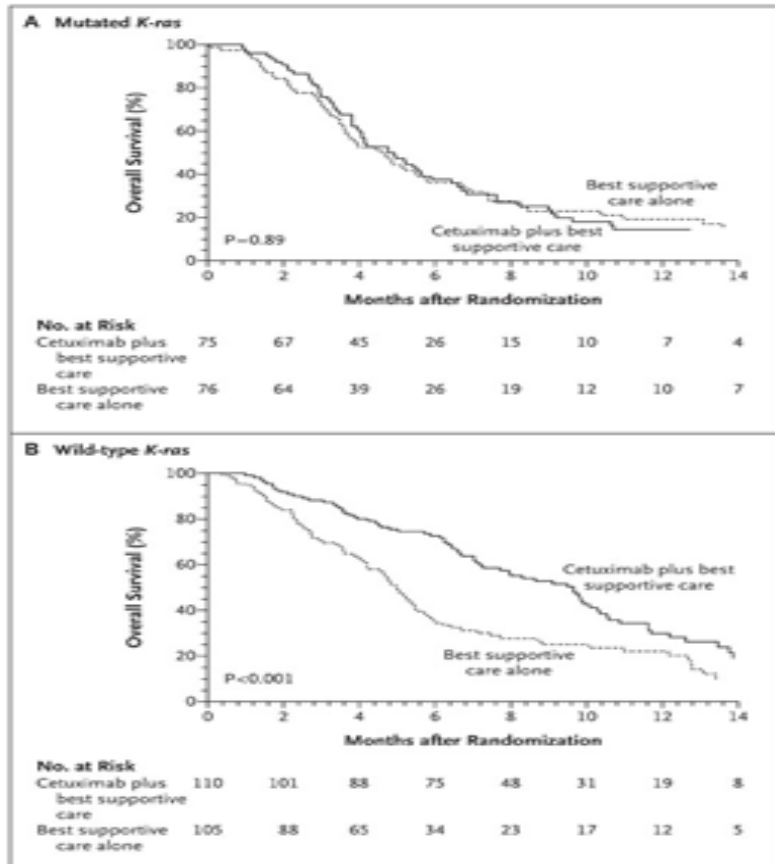 A Mutated K-ras
100
80
60
40
20
0
Overall Survival (%)
Best supportive
care alone
Cetuximab plus best
supportive care
P=0.89
0 2 4 6 8 10 12 14
Months after Randomization
No. at Risk
Cetuximab plus 75 67 45 26 15 10 7 4
best supportive
care
Best supportive 76 64 39 26 19 12 10 7
care alone
B Wild-type K-ras
100
80
60
40
20
0
Overall Survival (%)
Cetuximab plus best
supportive care
Best supportive
care alone
P<0.001
0 2 4 6 8 10 12 14
Months after Randomization
No. at Risk
Cetuximab plus 110 101 88 75 48 31 19 8
best supportive
care
Best supportive 105 88 65 34 23 17 12 5
care alone